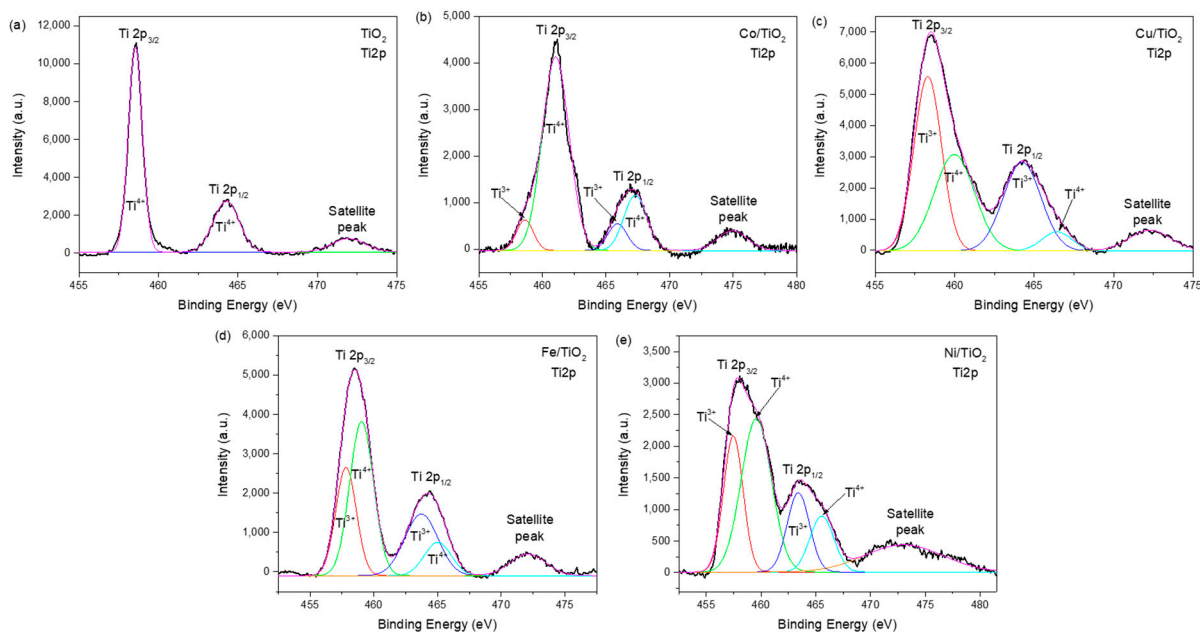 (a)
TiO₂
Ti2p
Ti 2p₃/₂
Ti⁴⁺
Ti 2p₁/₂
Ti⁴⁺
Satellite
peak
12,000
10,000
8,000
6,000
4,000
2,000
0
Intensity (a.u.)
455 460 465 470 475
Binding Energy (eV)
(b)
Co/TiO₂
Ti2p
Ti 2p₃/₂
Ti⁴⁺
Ti³⁺
Ti³⁺
Ti 2p₁/₂
Ti⁴⁺
Satellite
peak
5,000
4,000
3,000
2,000
1,000
0
Intensity (a.u.)
455 460 465 470 475 480
Binding Energy (eV)
(c)
Cu/TiO₂
Ti2p
Ti 2p₃/₂
Ti³⁺
Ti⁴⁺
Ti 2p₁/₂
Ti³⁺
Ti⁴⁺
Satellite
peak
8,000
7,000
6,000
5,000
4,000
3,000
2,000
1,000
0
Intensity (a.u.)
455 460 465 470 475
Binding Energy (eV)
(d)
Fe/TiO₂
Ti2p
Ti 2p₃/₂
Ti⁴⁺
Ti³⁺
Ti 2p₁/₂
Ti³⁺
Ti⁴⁺
Satellite
peak
6,000
5,000
4,000
3,000
2,000
1,000
0
Intensity (a.u.)
455 460 465 470 475
Binding Energy (eV)
(e)
Ni/TiO₂
Ti2p
Ti 2p₃/₂
Ti⁴⁺
Ti³⁺
Ti 2p₁/₂
Ti⁴⁺
Ti³⁺
Satellite
peak
3,500
3,000
2,500
2,000
1,500
1,000
500
0
Intensity (a.u.)
455 460 465 470 475 480
Binding Energy (eV)